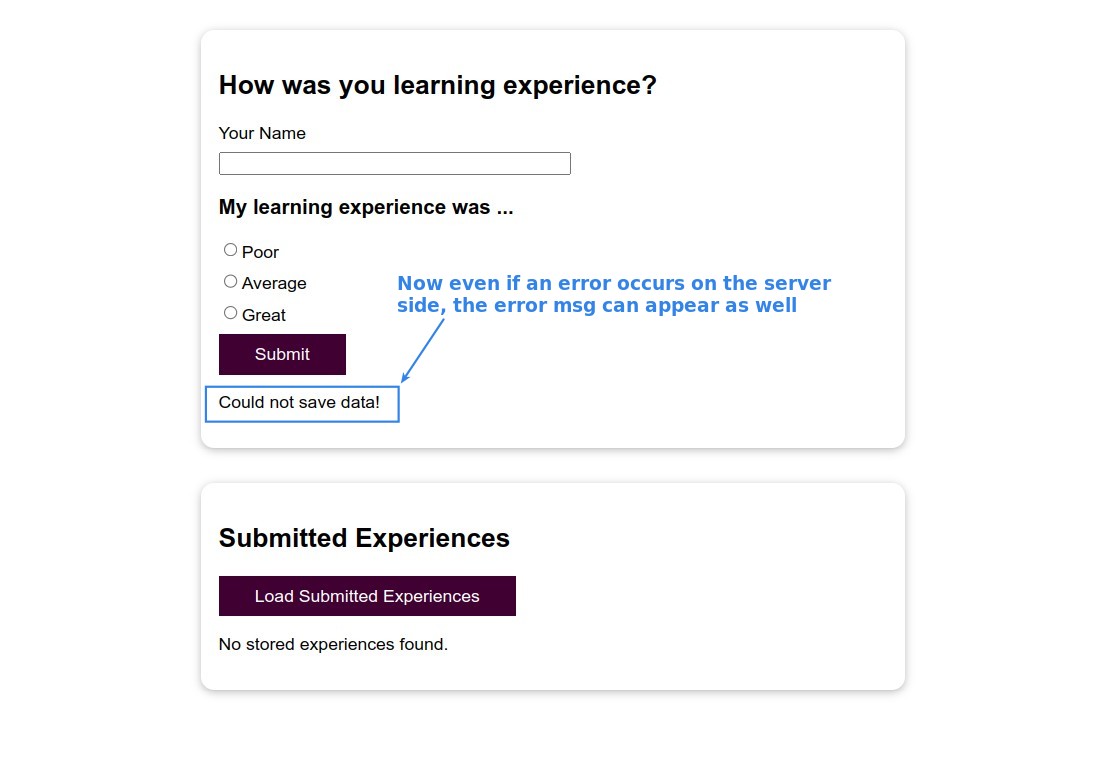 How was you learning experience?
Your Name
My learning experience was ...
Poor
Average
Great
Now even if an error occurs on the server
side, the error msg can appear as well
Submit
Could not save data!
Submitted Experiences
Load Submitted Experiences
No stored experiences found.